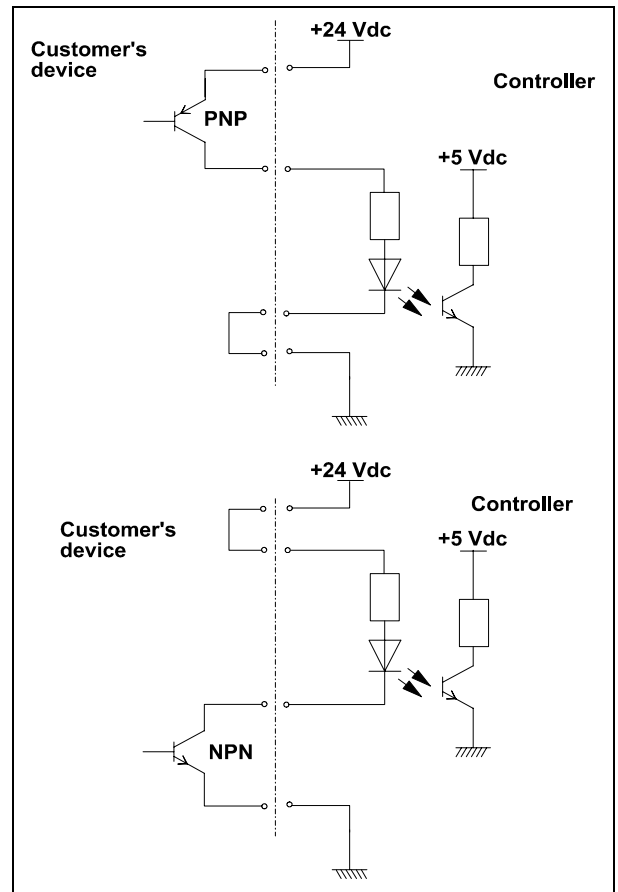 +24 Vdc
Customer's
device
Controller
PNP
+5 Vdc
+24 Vdc
Controller
Customer's
device
+5 Vdc
NPN